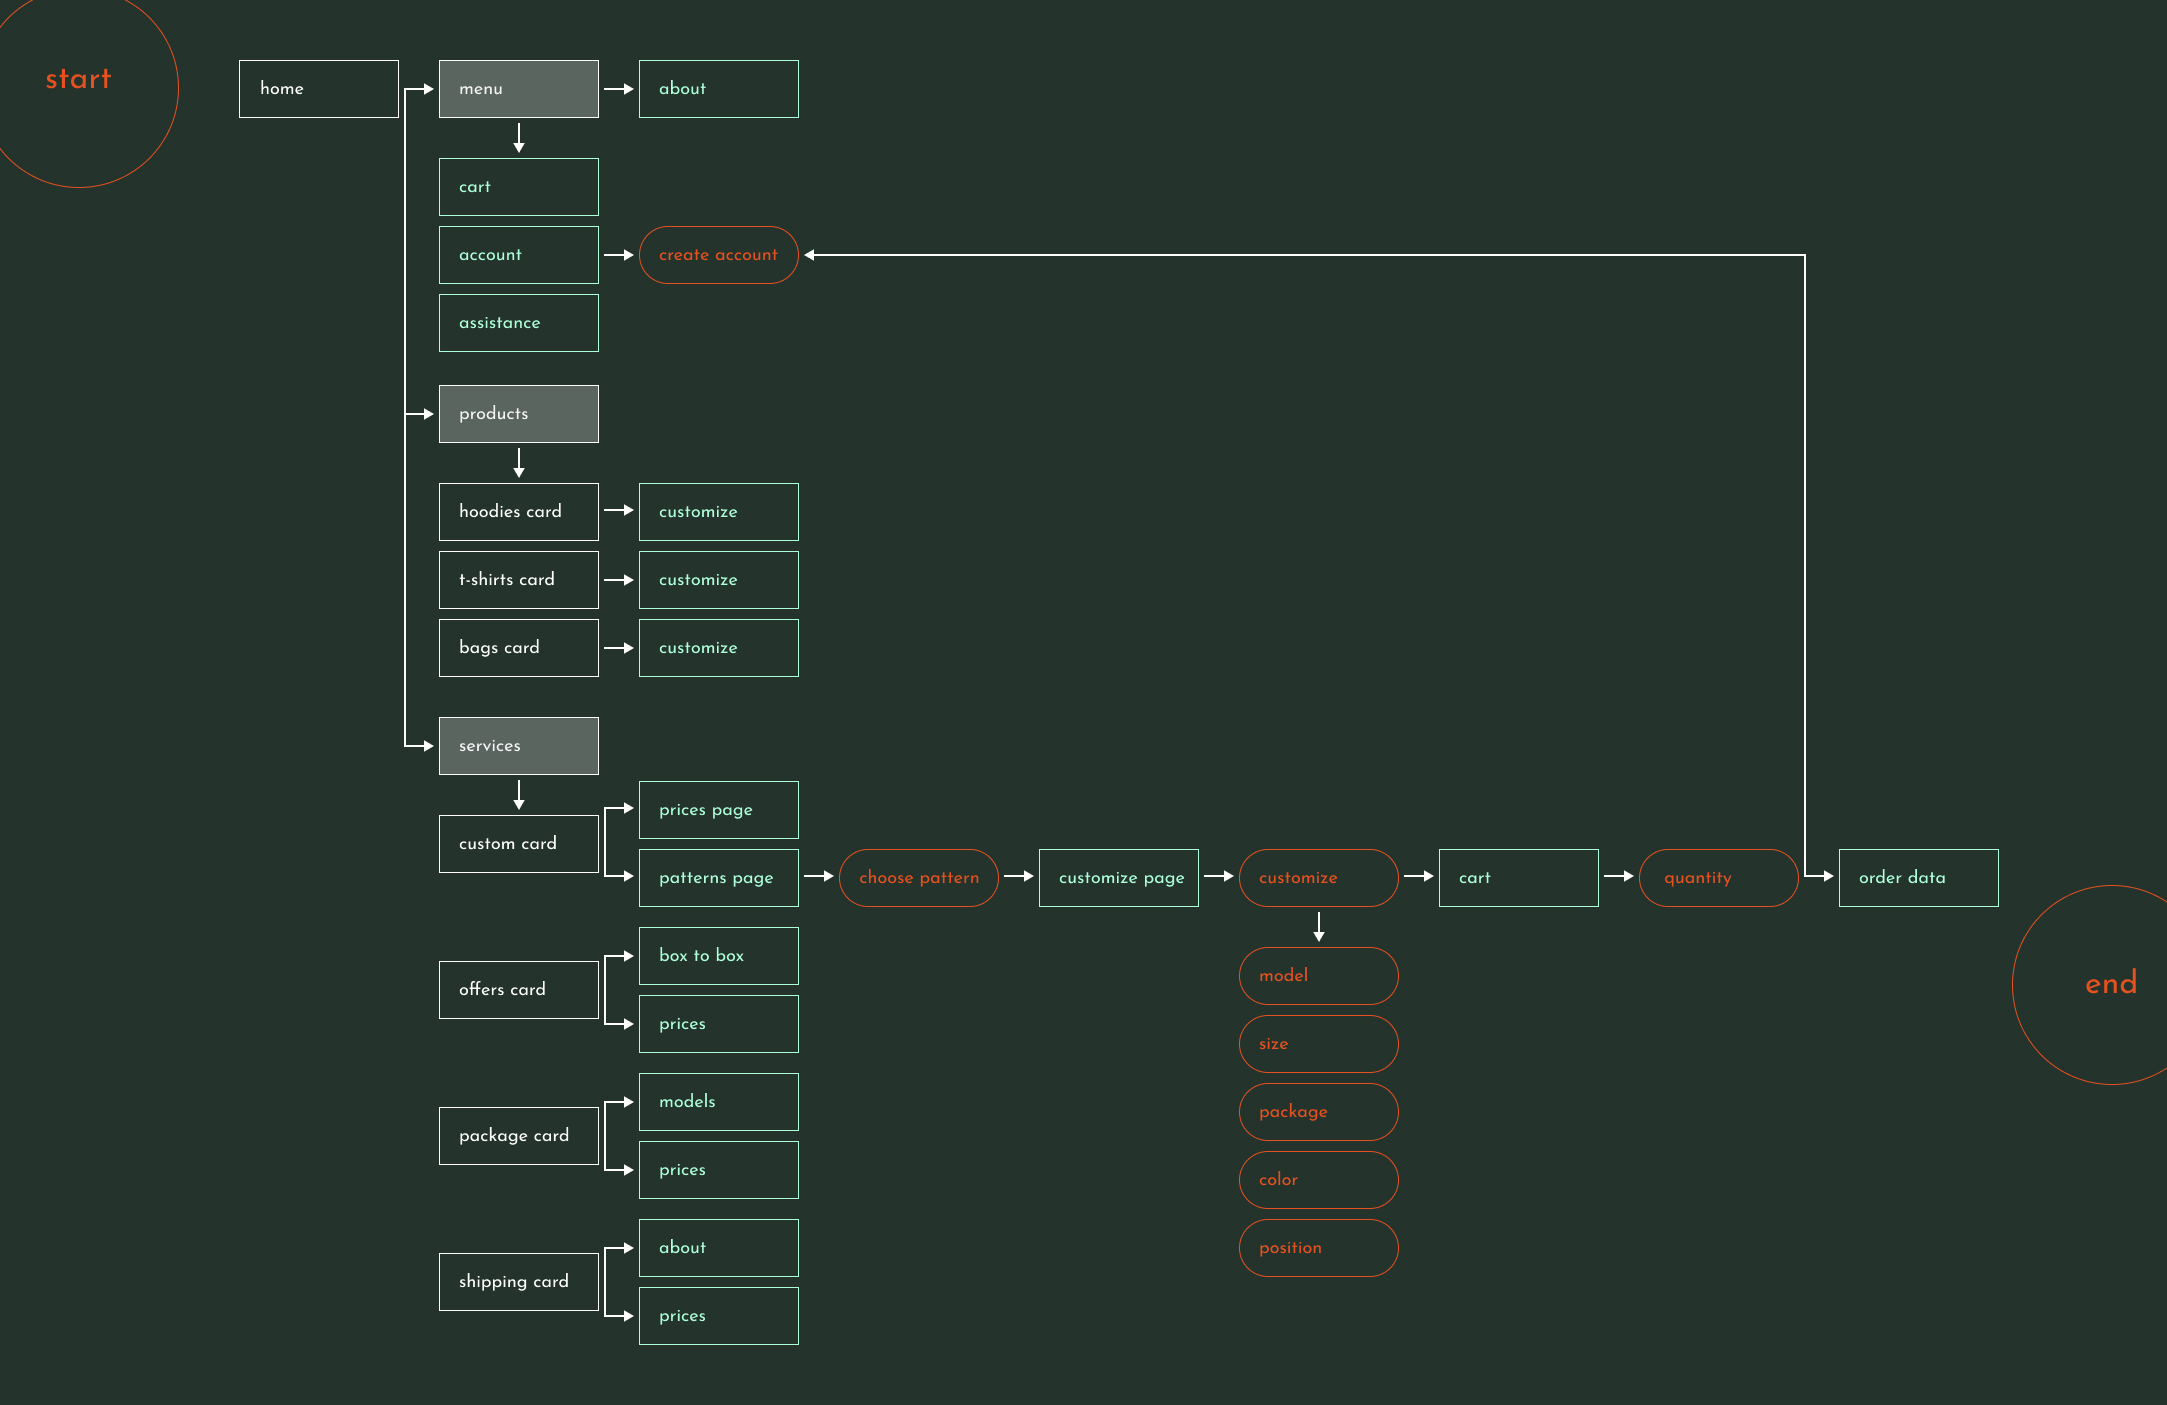 start
home
menu
about
cart
account
create account
assistance
products
hoodies card
customize
t-shirts card
customize
bags card
customize
services
custom card
prices page
patterns page
choose pattern
customize page
customize
cart
quantity
order data
model
size
package
color
position
end
offers card
box to box
prices
package card
models
prices
shipping card
about
prices